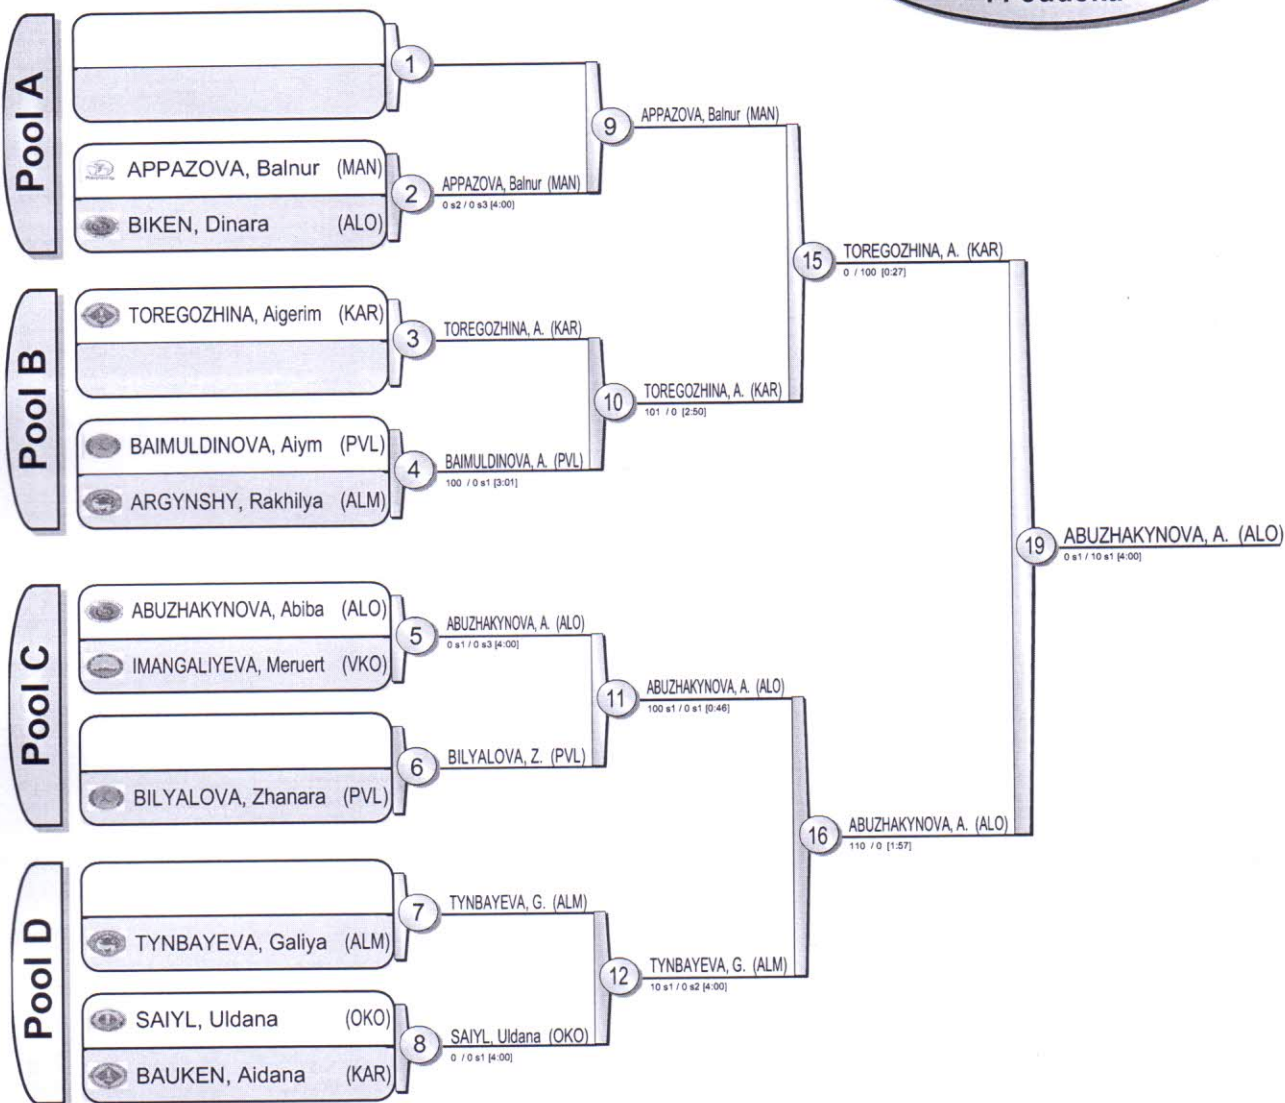 Pool A
1
APPAZOVA, Balnur (MAN)
2
BIKEN, Dinara (ALO)
APPAZOVA, Balnur (MAN)
0 s2 / 0 s3 [4:00]
9
APPAZOVA, Balnur (MAN)
Pool B
TOREGOZHINA, Aigerim (KAR)
3
TOREGOZHINA, A. (KAR)
BAIMULDINOVA, Aiym (PVL)
4
ARGYNSHY, Rakhilya (ALM)
BAIMULDINOVA, A. (PVL)
100 / 0 s1 [3:01]
10
TOREGOZHINA, A. (KAR)
101 / 0 [2:50]
15
TOREGOZHINA, A. (KAR)
0 / 100 [0:27]
Pool C
ABUZHAKYNOVA, Abiba (ALO)
5
IMANGALIYEVA, Meruert (VKO)
ABUZHAKYNOVA, A. (ALO)
0 s1 / 0 s3 [4:00]
6
BILYALOVA, Zhanara (PVL)
BILYALOVA, Z. (PVL)
11
ABUZHAKYNOVA, A. (ALO)
100 s1 / 0 s1 [0:46]
Pool D
7
TYNBAYEVA, Galiya (ALM)
TYNBAYEVA, G. (ALM)
SAIYL, Uldana (OKO)
8
BAUKEN, Aidana (KAR)
SAIYL, Uldana (OKO)
0 / 0 s1 [4:00]
12
TYNBAYEVA, G. (ALM)
10 s1 / 0 s2 [4:00]
16
ABUZHAKYNOVA, A. (ALO)
110 / 0 [1:57]
19
ABUZHAKYNOVA, A. (ALO)
0 s1 / 10 s1 [4:00]